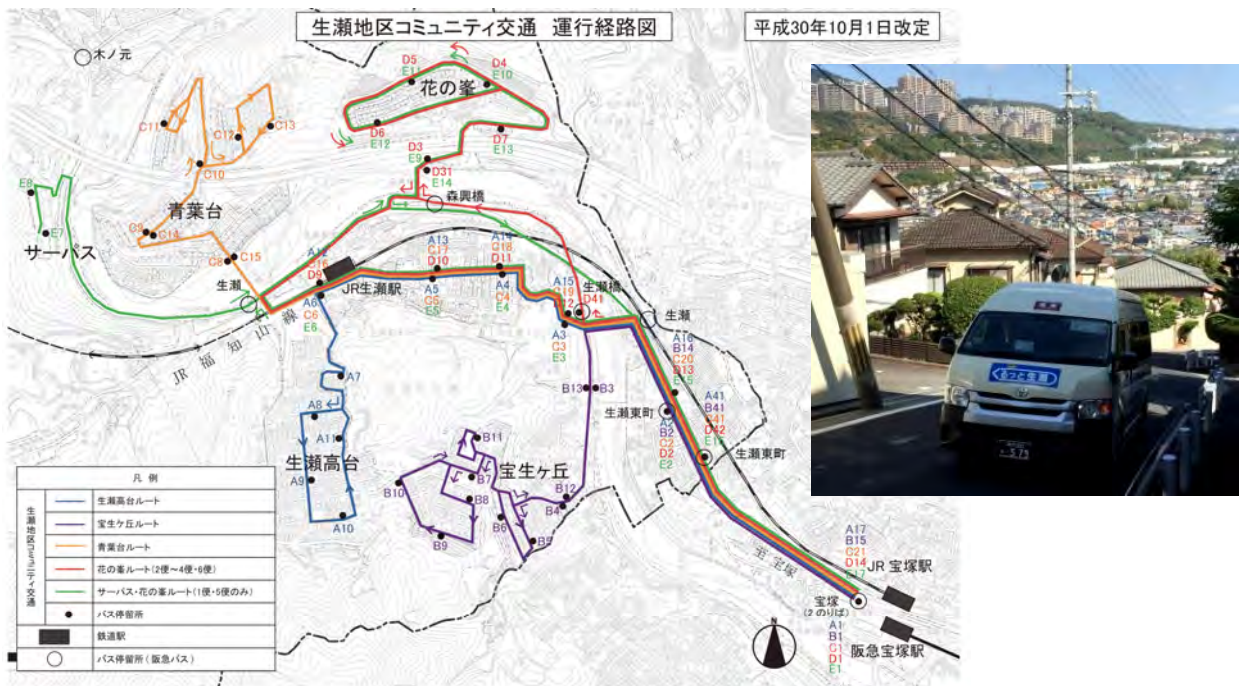 生瀬地区コミュニティ交通 運行経路図
平成30年10月1日改定
木ノ元
D5
E11
D4
E10
花の峯
C11
C12
C13
D6
E12
D7
E13
D3
E9
D31
E14
C10
森興橋
E8
E7
サーパス
青葉台
C9
C14
C8
C15
生瀬
A12
C16
D9
JR生瀬駅
A13
C17
D10
A14
C18
D11
A6
C6
E6
A5
C5
E5
A4
C4
E4
A15
C19
生瀬橋
D41
A3
C3
E3
生瀬
JR 福知山線
A16
B14
C20
D13
E15
A7
A8
A11
A9
A10
生瀬高台
B13
B3
生瀬東町
A2
B2
C2
D2
E2
A41
B41
C41
D42
E16
生瀬東町
B11
B7
B10
B8
B6
B9
B12
B4
B5
宝生ヶ丘
至 宝塚
A17
B15
C21
D14
E17
JR 宝塚駅
宝塚
(2 のりば)
阪急宝塚駅
A1
B1
C1
D1
E1
N
凡例
生瀬地区コミュニティ交通
生瀬高台ルート
宝生ケ丘ルート
青葉台ルート
花の峯ルート(2便～4便・6便)
サーパス・花の峯ルート(1便・5便のみ)
バス停留所
鉄道駅
バス停留所(阪急バス)
ぐるっと生瀬